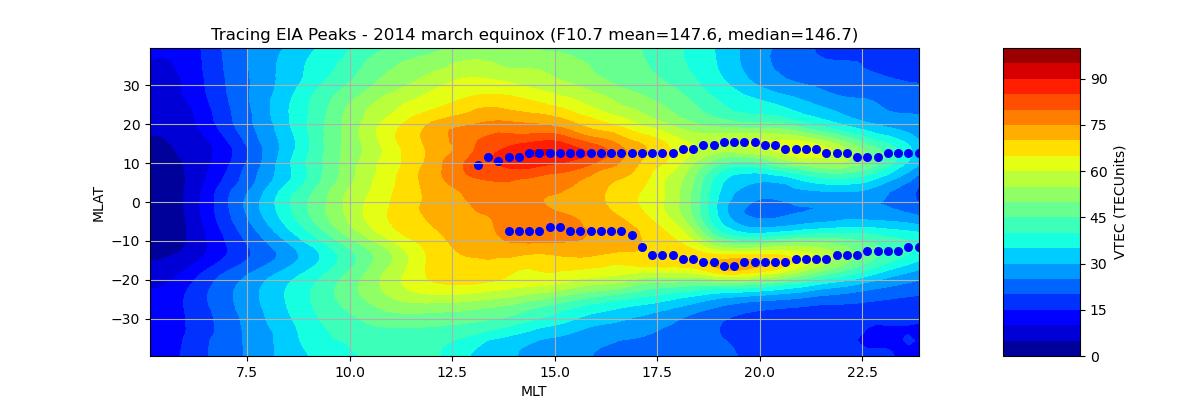 Tracing EIA Peaks - 2014 march equinox (F10.7 mean=147.6, median=146.7)
30
20
10
0
−10
−20
−30
MLAT
7.5 10.0 12.5 15.0 17.5 20.0 22.5
MLT
90
75
60
45
30
15
0
VTEC (TECUnits)